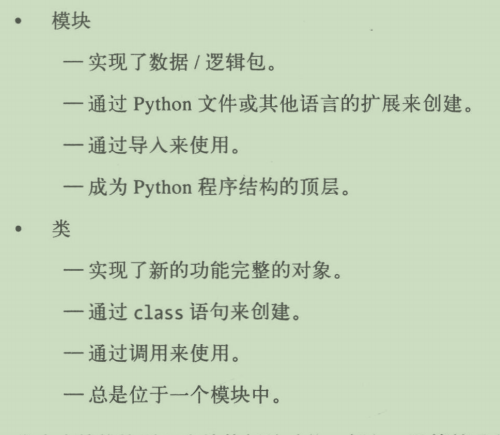 • 模块
— 实现了数据 / 逻辑包。
— 通过 Python 文件或其他语言的扩展来创建。
— 通过导入来使用。
— 成为 Python 程序结构的顶层。
• 类
— 实现了新的功能完整的对象。
— 通过 class 语句来创建。
— 通过调用来使用。
— 总是位于一个模块中。